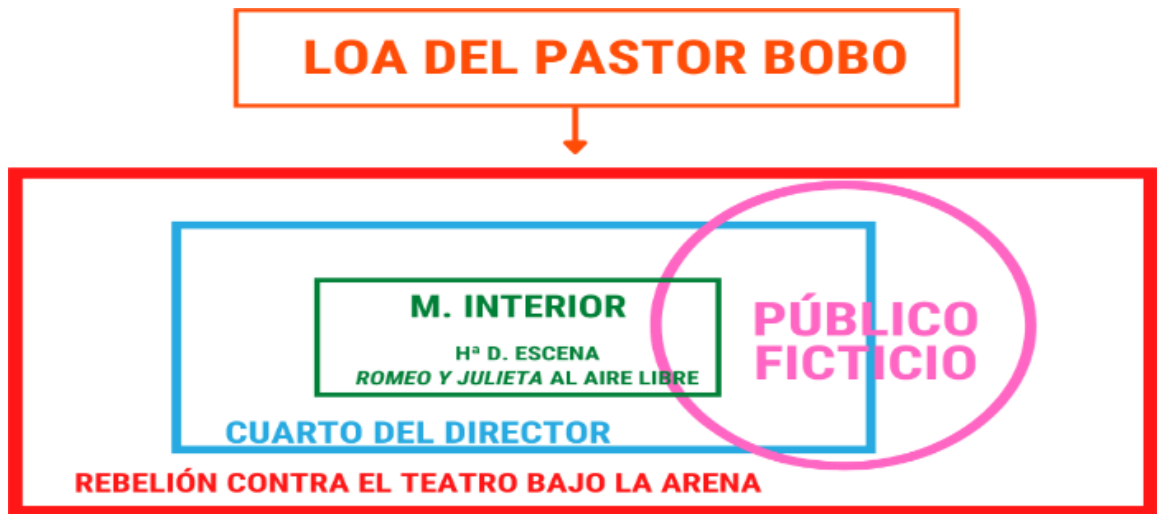 LOA DEL PASTOR BOBO
M. INTERIOR
Hª D. ESCENA
ROMEO Y JULIETA AL AIRE LIBRE
PÚBLICO
FICTICIO
CUARTO DEL DIRECTOR
REBELIÓN CONTRA EL TEATRO BAJO LA ARENA